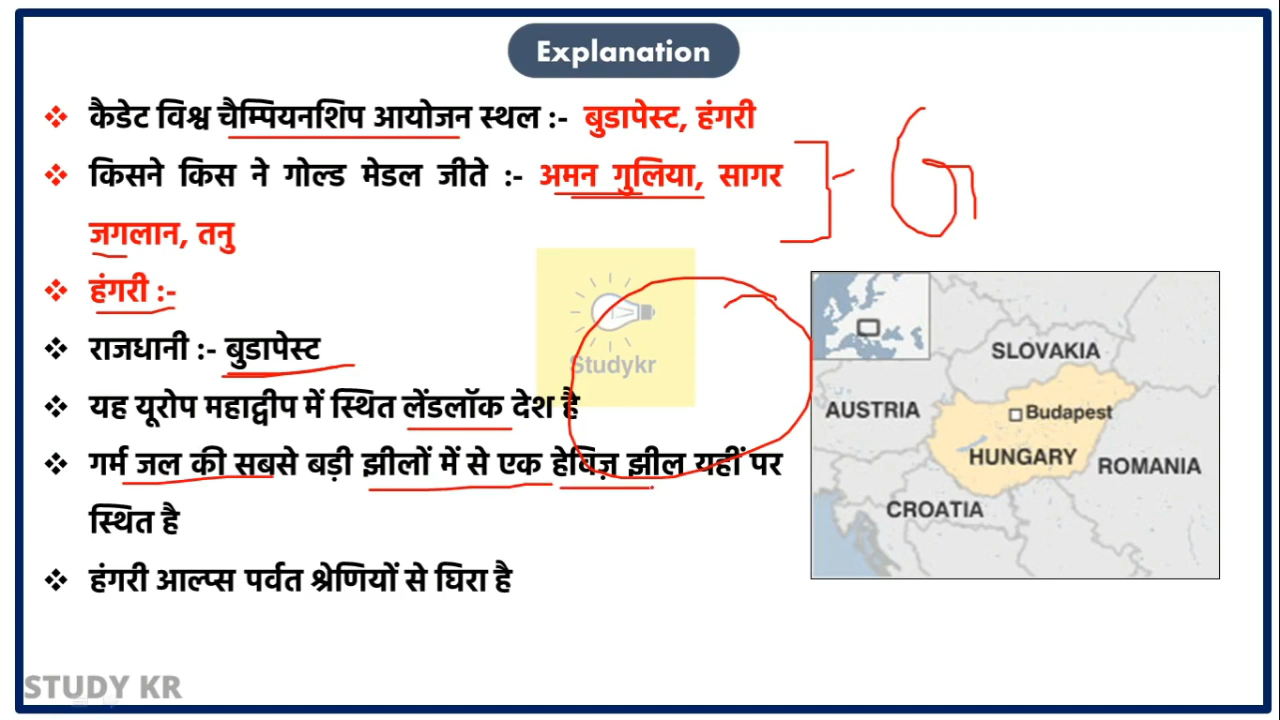 Explanation
❖ कैडेट विश्व चैम्पियनशिप आयोजन स्थल :- बुडापेस्ट, हंगरी
❖ किसने किस ने गोल्ड मेडल जीते :- अमन गुलिया, सागर
जगलान, तनु
❖ हंगरी :-
❖ राजधानी :- बुडापेस्ट
❖ यह यूरोप महाद्वीप में स्थित लेंडलॉक देश है
❖ गर्म जल की सबसे बड़ी झीलों में से एक हेविज़ झील यहीं पर
स्थित है
❖ हंगरी आल्प्स पर्वत श्रेणियों से घिरा है
G
Studykr
SLOVAKIA
AUSTRIA
Budapest
HUNGARY
ROMANIA
CROATIA
STUDY KR